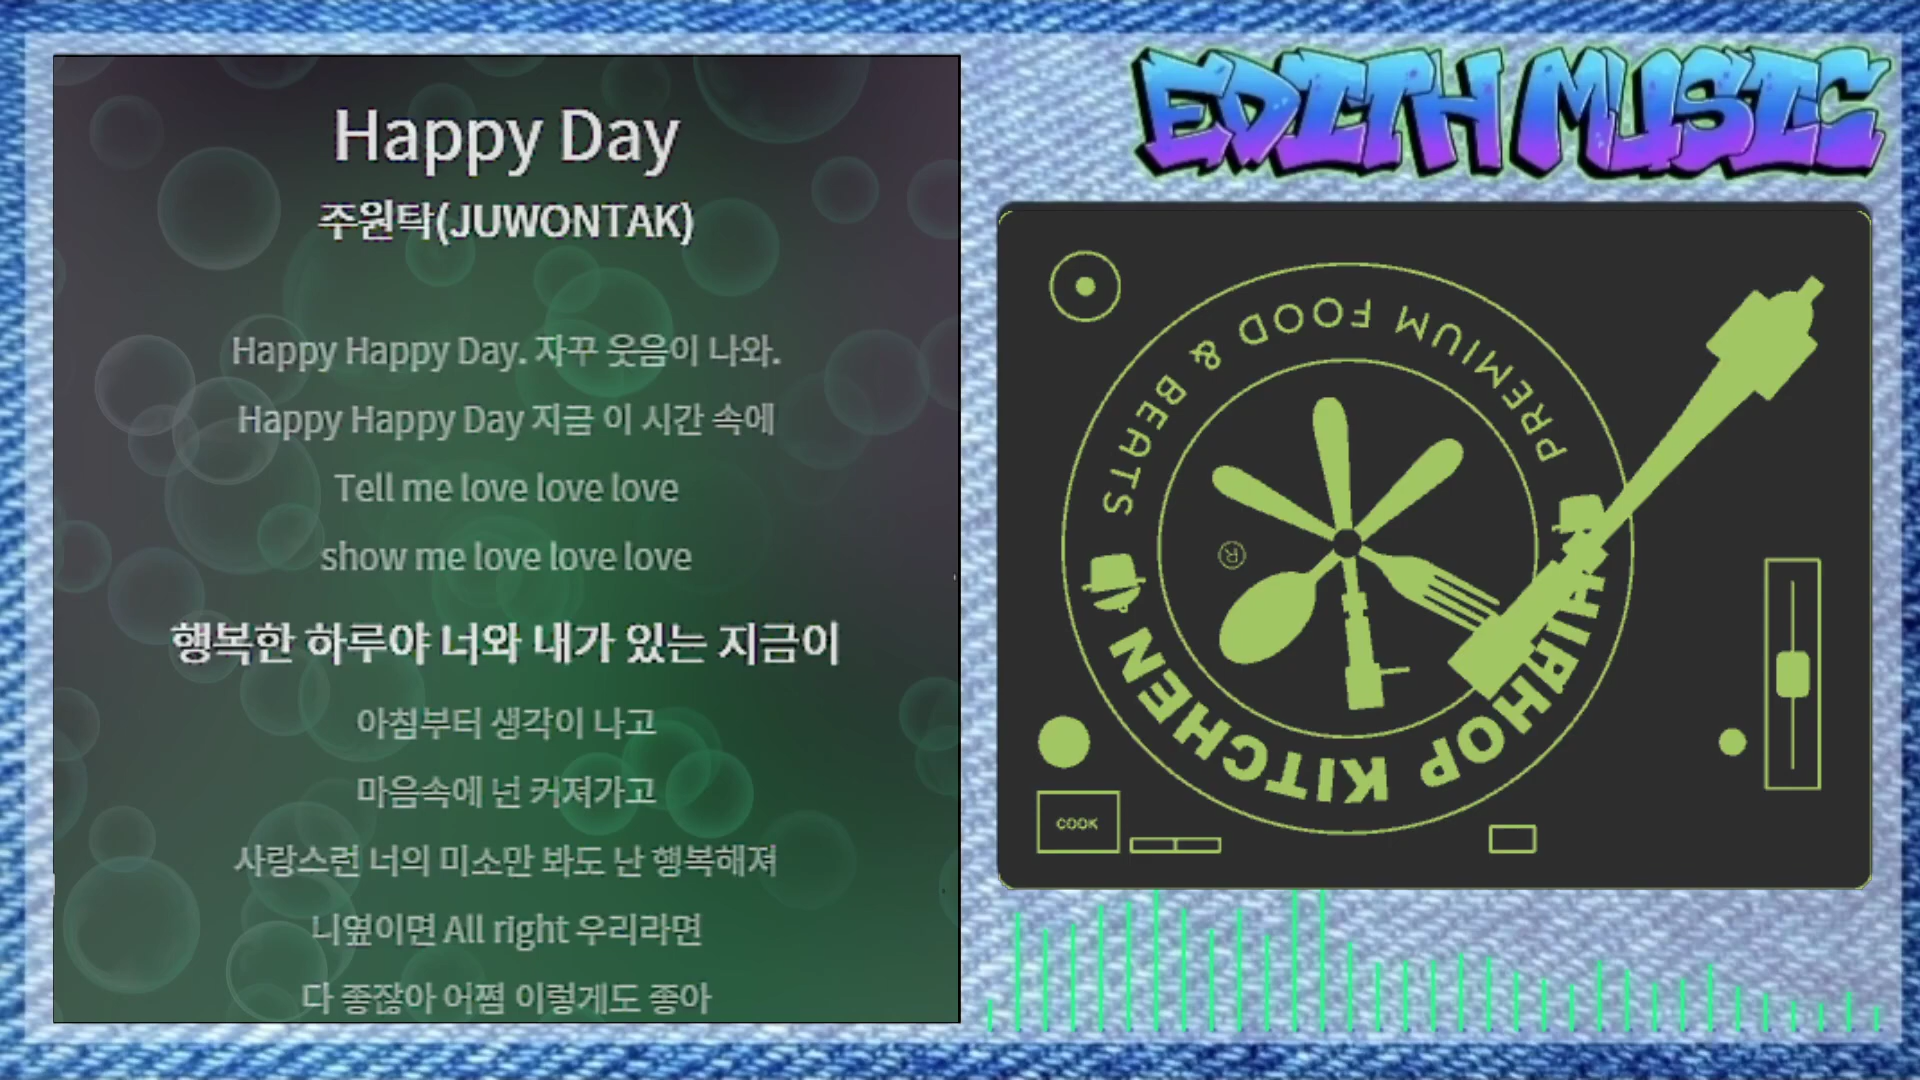 Happy Day
주원탁(JUWONTAK)
Happy Happy Day. 자꾸 웃음이 나와.
Happy Happy Day 지금 이 시간 속에
Tell me love love love
show me love love love
행복한 하루야 너와 내가 있는 지금이
아침부터 생각이 나고
마음속에 넌 커져가고
사랑스런 너의 미소만 봐도 난 행복해져
니옆이면 All right 우리라면
다 좋잖아 어쩜 이렇게도 좋아
EDITH MUSIC
PREMIUM FOOD & BEATS
KITCHEN
®
COOK